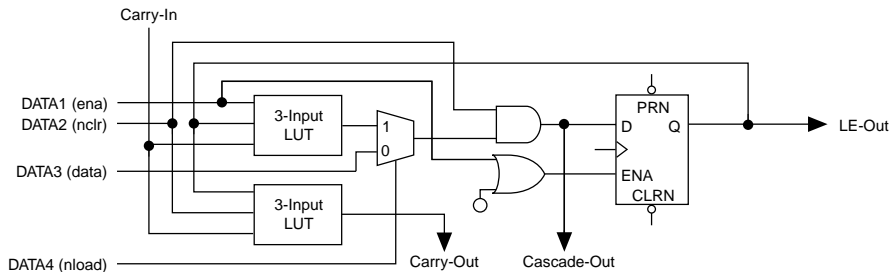 Carry-In
DATA1 (ena)
DATA2 (nclr)
DATA3 (data)
DATA4 (nload)
3-Input
LUT
1
0
3-Input
LUT
PRN
D
Q
ENA
CLRN
LE-Out
Carry-Out
Cascade-Out